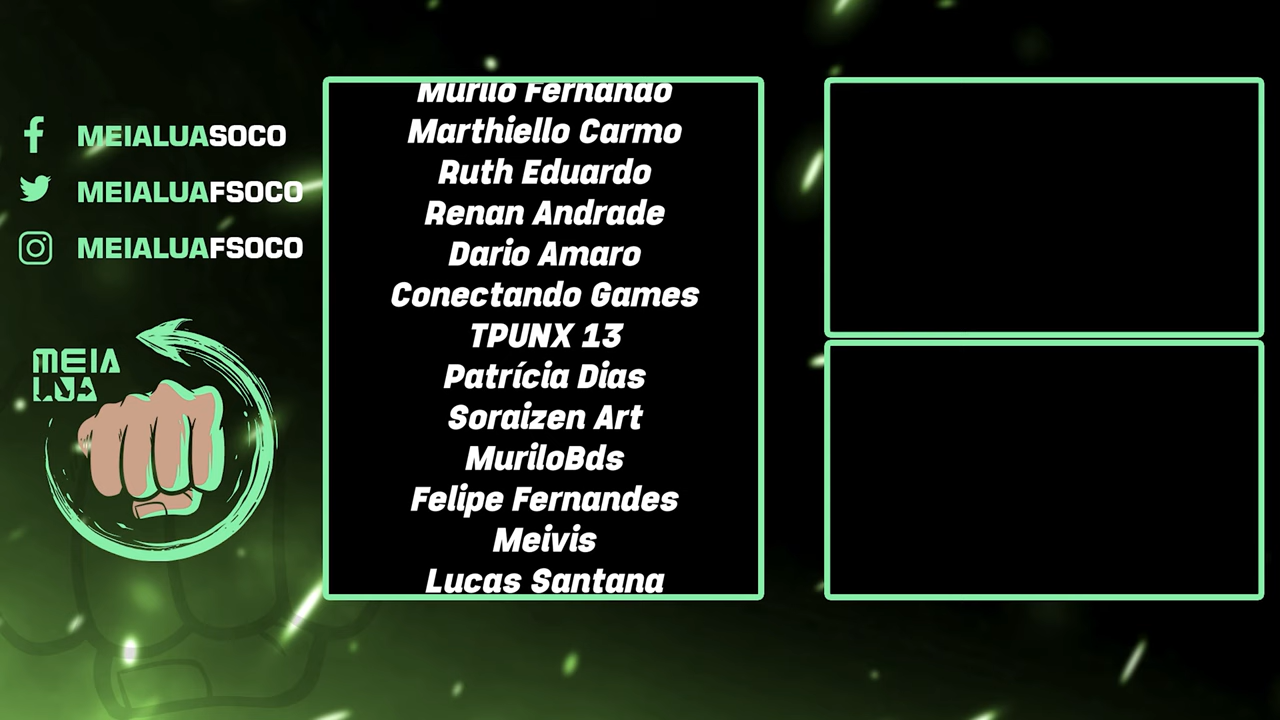 MEIALUASOCO
MEIALUAFSOCO
MEIALUAFSOCO
MEIA
LUA
Murilo Fernando
Marthiello Carmo
Ruth Eduardo
Renan Andrade
Dario Amaro
Conectando Games
TPUNX 13
Patrícia Dias
Soraizen Art
MuriloBds
Felipe Fernandes
Meivis
Lucas Santana